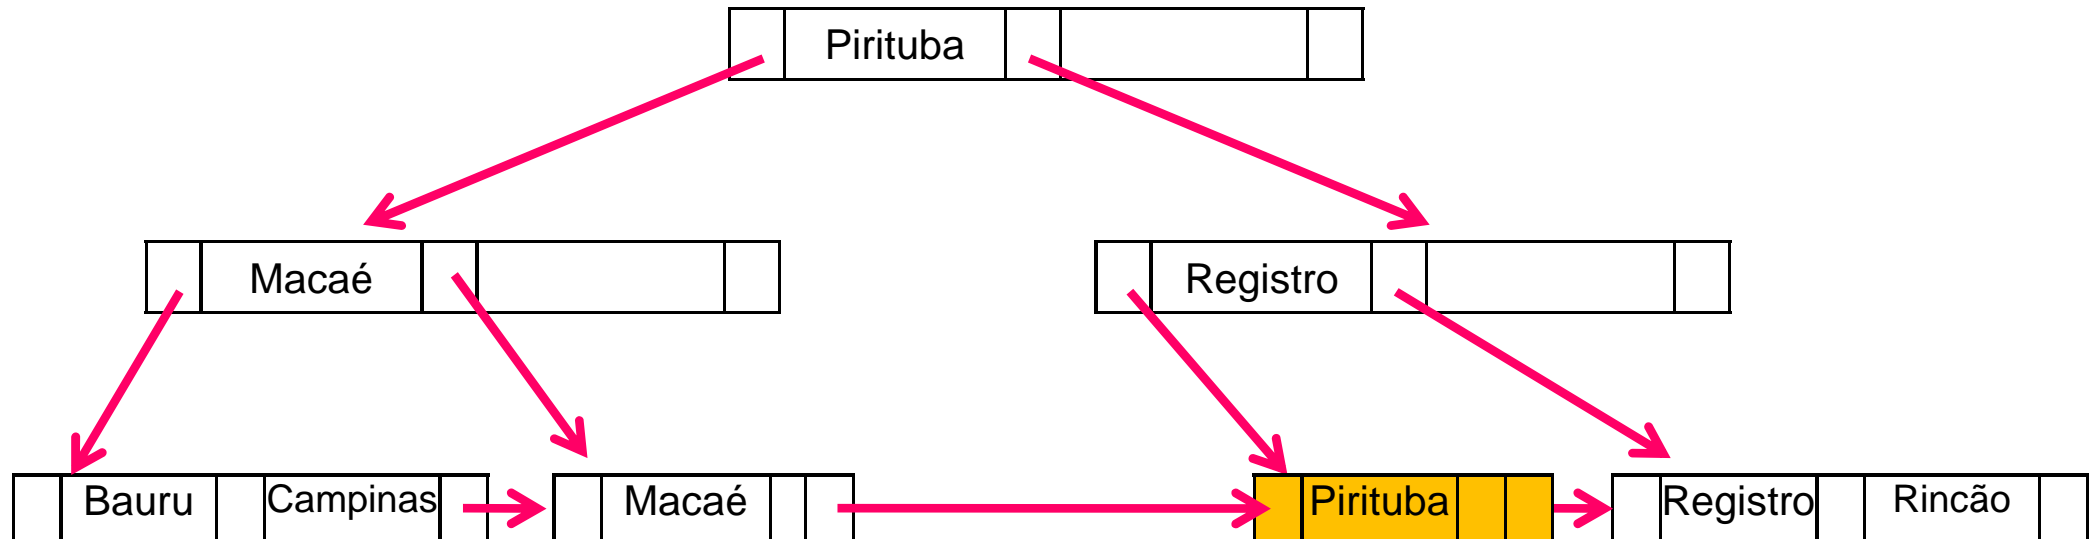 Pirituba
Macaé
Registro
Bauru Campinas Macaé Pirituba Registro Rincão